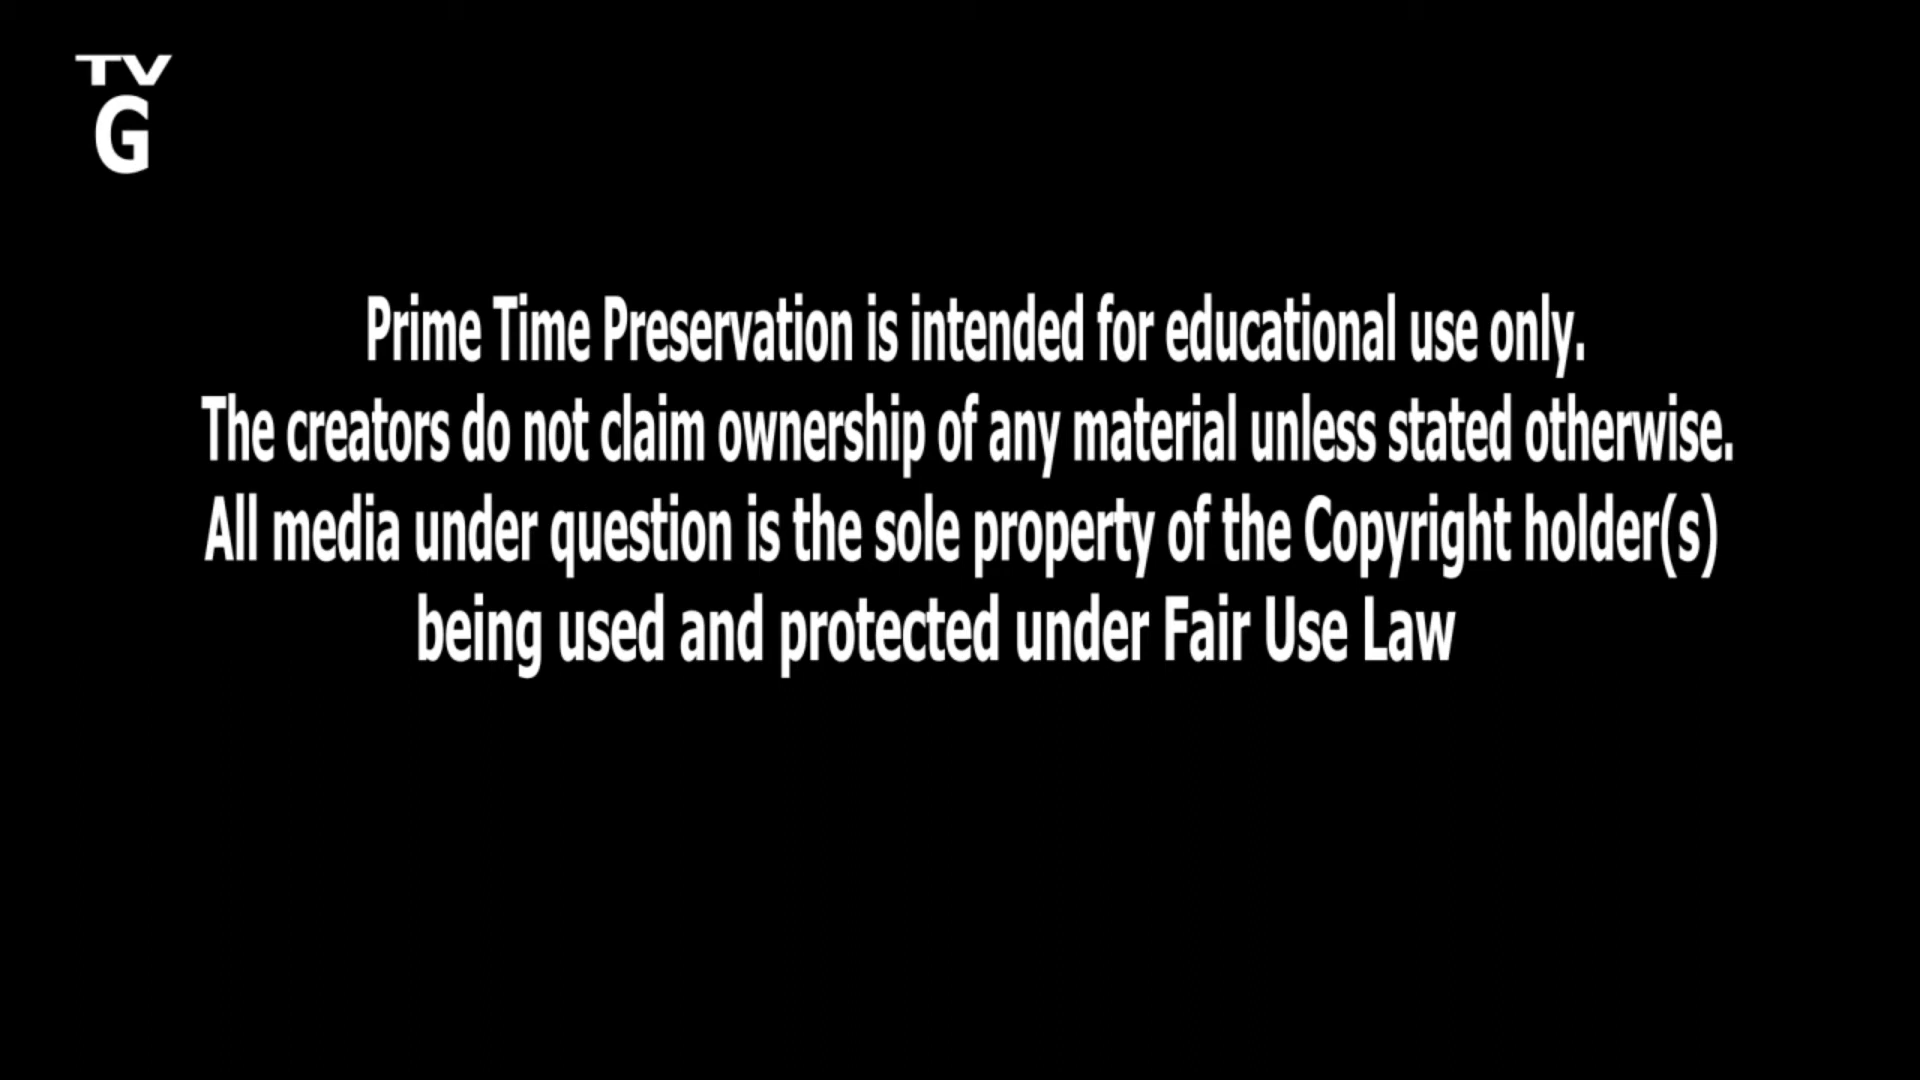 TV
G
Prime Time Preservation is intended for educational use only.
The creators do not claim ownership of any material unless stated otherwise.
All media under question is the sole property of the Copyright holder(s)
being used and protected under Fair Use Law